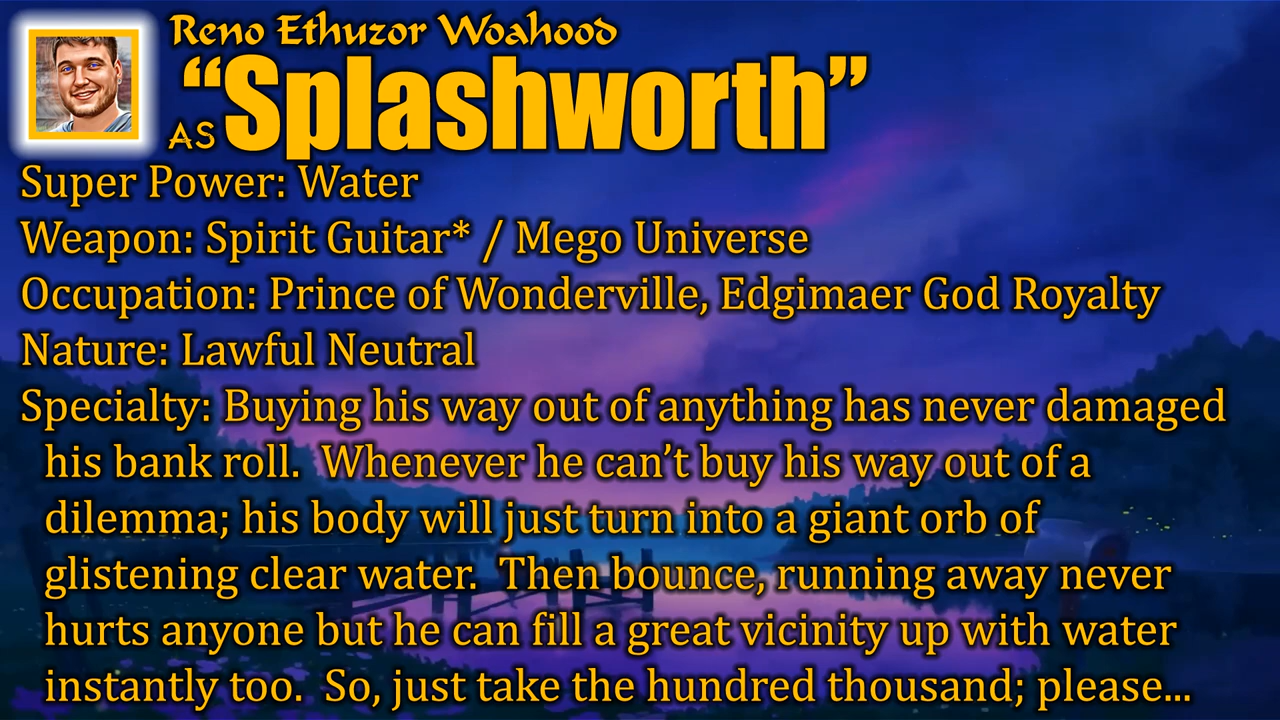 Reno Ethuzor Woahood
AS “Splashworth”
Super Power: Water
Weapon: Spirit Guitar* / Mego Universe
Occupation: Prince of Wonderville, Edgimaer God Royalty
Nature: Lawful Neutral
Specialty: Buying his way out of anything has never damaged
his bank roll.  Whenever he can’t buy his way out of a
dilemma; his body will just turn into a giant orb of
glistening clear water.  Then bounce, running away never
hurts anyone but he can fill a great vicinity up with water
instantly too.  So, just take the hundred thousand; please...